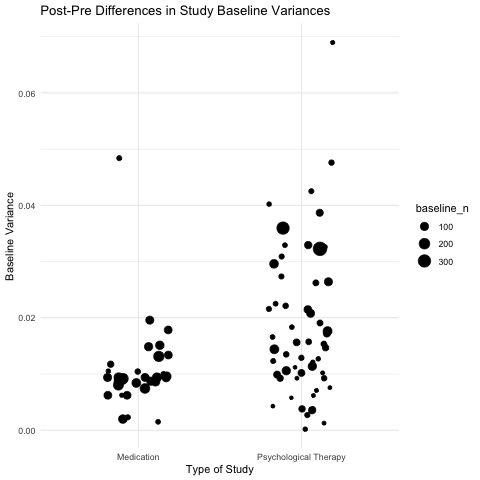 Post-Pre Differences in Study Baseline Variances
0.06
0.04
0.02
0.00
Baseline Variance
Medication
Psychological Therapy
Type of Study
baseline_n
100
200
300